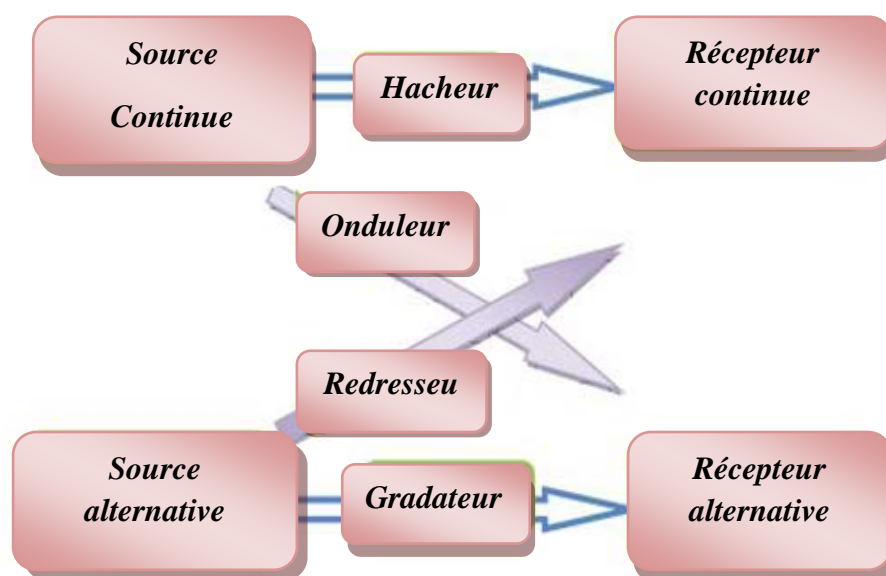 Source
Continue
Hacheur
Récepteur
continue
Onduleur
Redresseu
Source
alternative
Gradateur
Récepteur
alternative